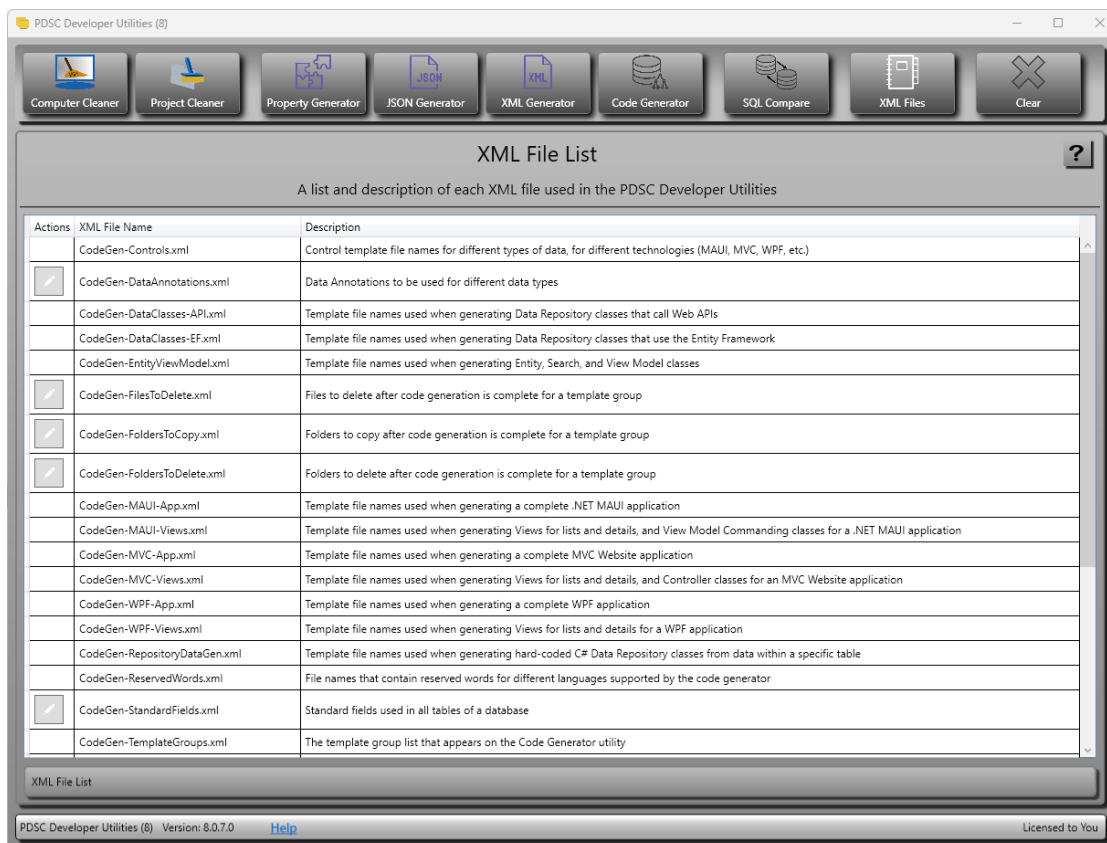 PDSC Developer Utilities (8)
Computer Cleaner Project Cleaner Property Generator JSON JSON Generator XML XML Generator Code Generator SQL Compare XML Files Clear
XML File List ?
A list and description of each XML file used in the PDSC Developer Utilities
Actions XML File Name Description
CodeGen-Controls.xml Control template file names for different types of data, for different technologies (MAUI, MVC, WPF, etc.)
CodeGen-DataAnnotations.xml Data Annotations to be used for different data types
CodeGen-DataClasses-API.xml Template file names used when generating Data Repository classes that call Web APIs
CodeGen-DataClasses-EF.xml Template file names used when generating Data Repository classes that use the Entity Framework
CodeGen-EntityViewModel.xml Template file names used when generating Entity, Search, and View Model classes
CodeGen-FilesToDelete.xml Files to delete after code generation is complete for a template group
CodeGen-FoldersToCopy.xml Folders to copy after code generation is complete for a template group
CodeGen-FoldersToDelete.xml Folders to delete after code generation is complete for a template group
CodeGen-MAUI-App.xml Template file names used when generating a complete .NET MAUI application
CodeGen-MAUI-Views.xml Template file names used when generating Views for lists and details, and View Model Commanding classes for a .NET MAUI application
CodeGen-MVC-App.xml Template file names used when generating a complete MVC Website application
CodeGen-MVC-Views.xml Template file names used when generating Views for lists and details, and Controller classes for an MVC Website application
CodeGen-WPF-App.xml Template file names used when generating a complete WPF application
CodeGen-WPF-Views.xml Template file names used when generating Views for lists and details for a WPF application
CodeGen-RepositoryDataGen.xml Template file names used when generating hard-coded C# Data Repository classes from data within a specific table
CodeGen-ReservedWords.xml File names that contain reserved words for different languages supported by the code generator
CodeGen-StandardFields.xml Standard fields used in all tables of a database
CodeGen-TemplateGroups.xml The template group list that appears on the Code Generator utility
XML File List
PDSC Developer Utilities (8) Version: 8.0.7.0 Help Licensed to You